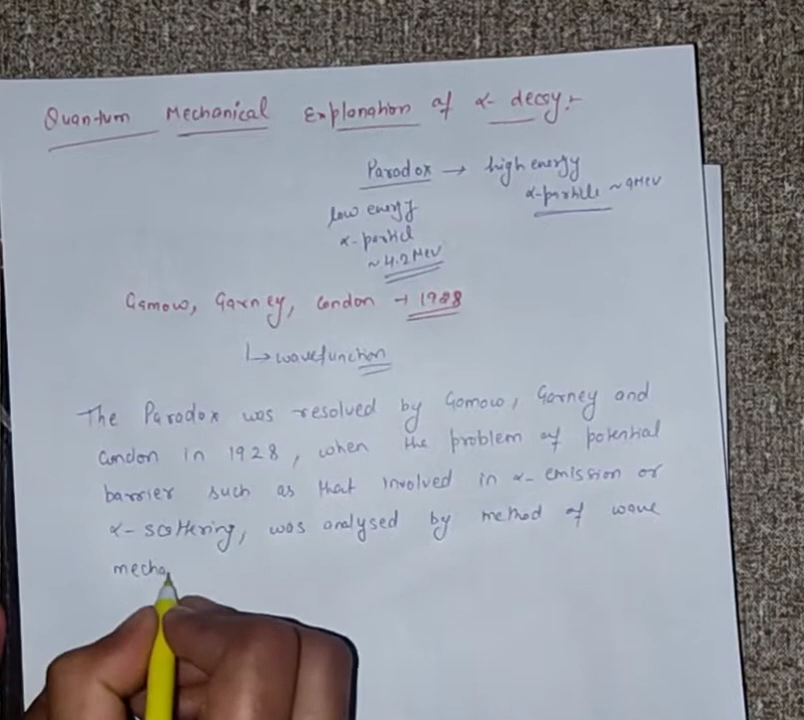 Quantum Mechanical Explanation of α- decay:-
Paradox → high energy
α-particle ~9MeV
low energy
α-particl
~4.2MeV
Gamow, Garney, condon → 1928
↳ wavefunction
The Paradox was resolved by Gamow, Garney and
condon in 1928, when the problem of potential
barrier such as that involved in α- emission or
α- scattering, was analysed by method of wave
mecha